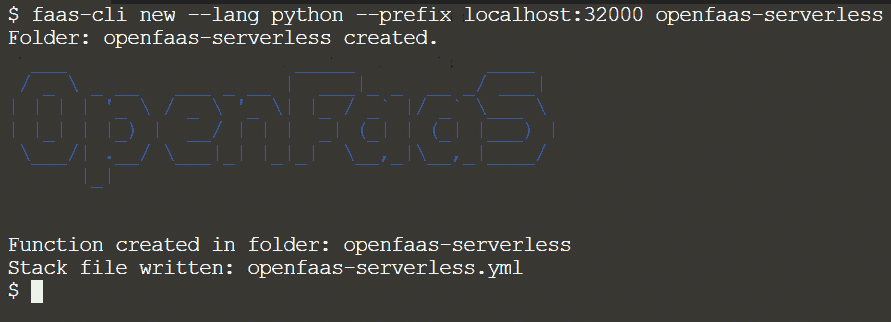 $ faas-cli new --lang python --prefix localhost:32000 openfaas-serverless
Folder: openfaas-serverless created.
OpenFaaS
Function created in folder: openfaas-serverless
Stack file written: openfaas-serverless.yml
$